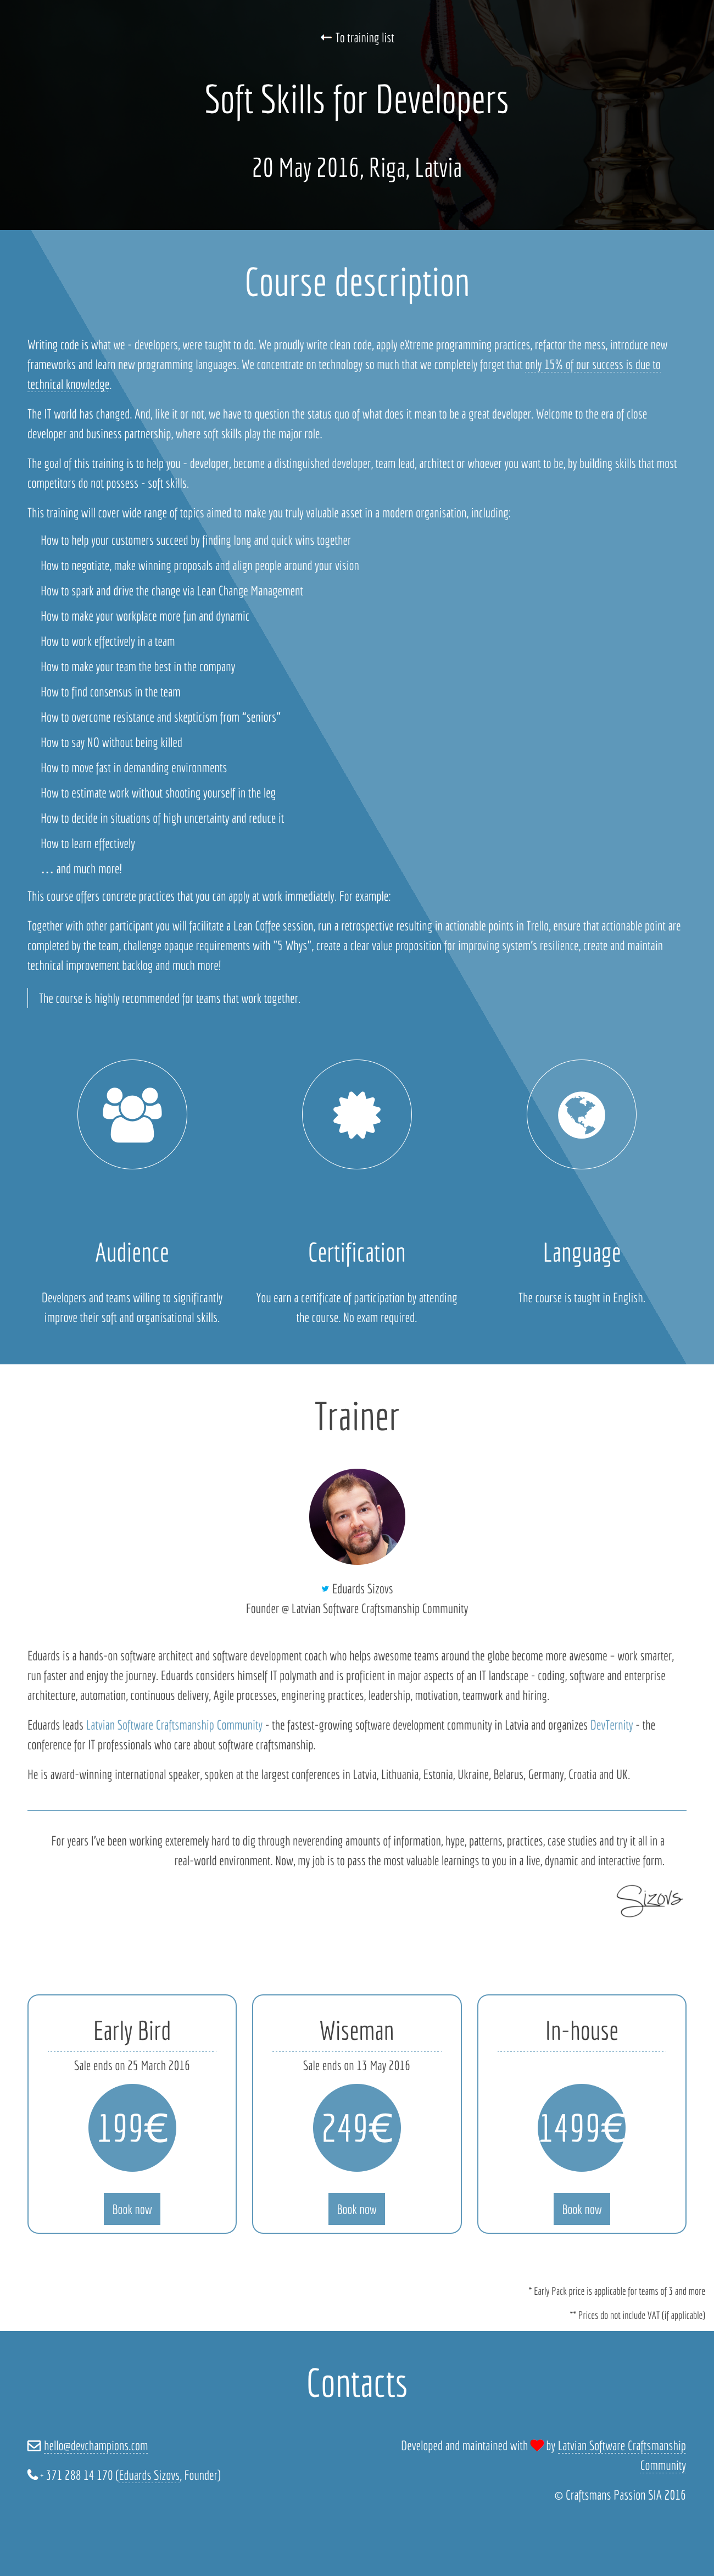 To training list
Soft Skills for Developers
20 May 2016, Riga, Latvia
Course description
Writing code is what we - developers, were taught to do. We proudly write clean code, apply eXtreme programming practices, refactor the mess, introduce new
frameworks and learn new programming languages. We concentrate on technology so much that we completely forget that only 15% of our success is due to
technical knowledge.
The IT world has changed. And, like it or not, we have to question the status quo of what does it mean to be a great developer. Welcome to the era of close
developer and business partnership, where soft skills play the major role.
The goal of this training is to help you - developer, become a distinguished developer, team lead, architect or whoever you want to be, by building skills that most
competitors do not possess - soft skills.
This training will cover wide range of topics aimed to make you truly valuable asset in a modern organisation, including:
How to help your customers succeed by finding long and quick wins together
How to negotiate, make winning proposals and align people around your vision
How to spark and drive the change via Lean Change Management
How to make your workplace more fun and dynamic
How to work effectively in a team
How to make your team the best in the company
How to find consensus in the team
How to overcome resistance and skepticism from “seniors”
How to say NO without being killed
How to move fast in demanding environments
How to estimate work without shooting yourself in the leg
How to decide in situations of high uncertainty and reduce it
How to learn effectively
... and much more!
This course offers concrete practices that you can apply at work immediately. For example:
Together with other participant you will facilitate a Lean Coffee session, run a retrospective resulting in actionable points in Trello, ensure that actionable point are
completed by the team, challenge opaque requirements with "5 Whys", create a clear value proposition for improving system's resilience, create and maintain
technical improvement backlog and much more!
The course is highly recommended for teams that work together.
Audience
Developers and teams willing to significantly
improve their soft and organisational skills.
Certification
You earn a certificate of participation by attending
the course. No exam required.
Language
The course is taught in English.
Trainer
Eduards Sizovs
Founder @ Latvian Software Craftsmanship Community
Eduards is a hands-on software architect and software development coach who helps awesome teams around the globe become more awesome – work smarter,
run faster and enjoy the journey. Eduards considers himself IT polymath and is proficient in major aspects of an IT landscape - coding, software and enterprise
architecture, automation, continuous delivery, Agile processes, enginering practices, leadership, motivation, teamwork and hiring.
Eduards leads Latvian Software Craftsmanship Community - the fastest-growing software development community in Latvia and organizes DevTernity - the
conference for IT professionals who care about software craftsmanship.
He is award-winning international speaker, spoken at the largest conferences in Latvia, Lithuania, Estonia, Ukraine, Belarus, Germany, Croatia and UK.
For years I've been working exteremely hard to dig through neverending amounts of information, hype, patterns, practices, case studies and try it all in a
real-world environment. Now, my job is to pass the most valuable learnings to you in a live, dynamic and interactive form.
Sizovs
Early Bird
Sale ends on 25 March 2016
199€
Book now
Wiseman
Sale ends on 13 May 2016
249€
Book now
In-house
1499€
Book now
* Early Pack price is applicable for teams of 3 and more
** Prices do not include VAT (if applicable)
Contacts
hello@devchampions.com
+ 371 288 14 170 (Eduards Sizovs, Founder)
Developed and maintained with by Latvian Software Craftsmanship
Community
© Craftsmans Passion SIA 2016